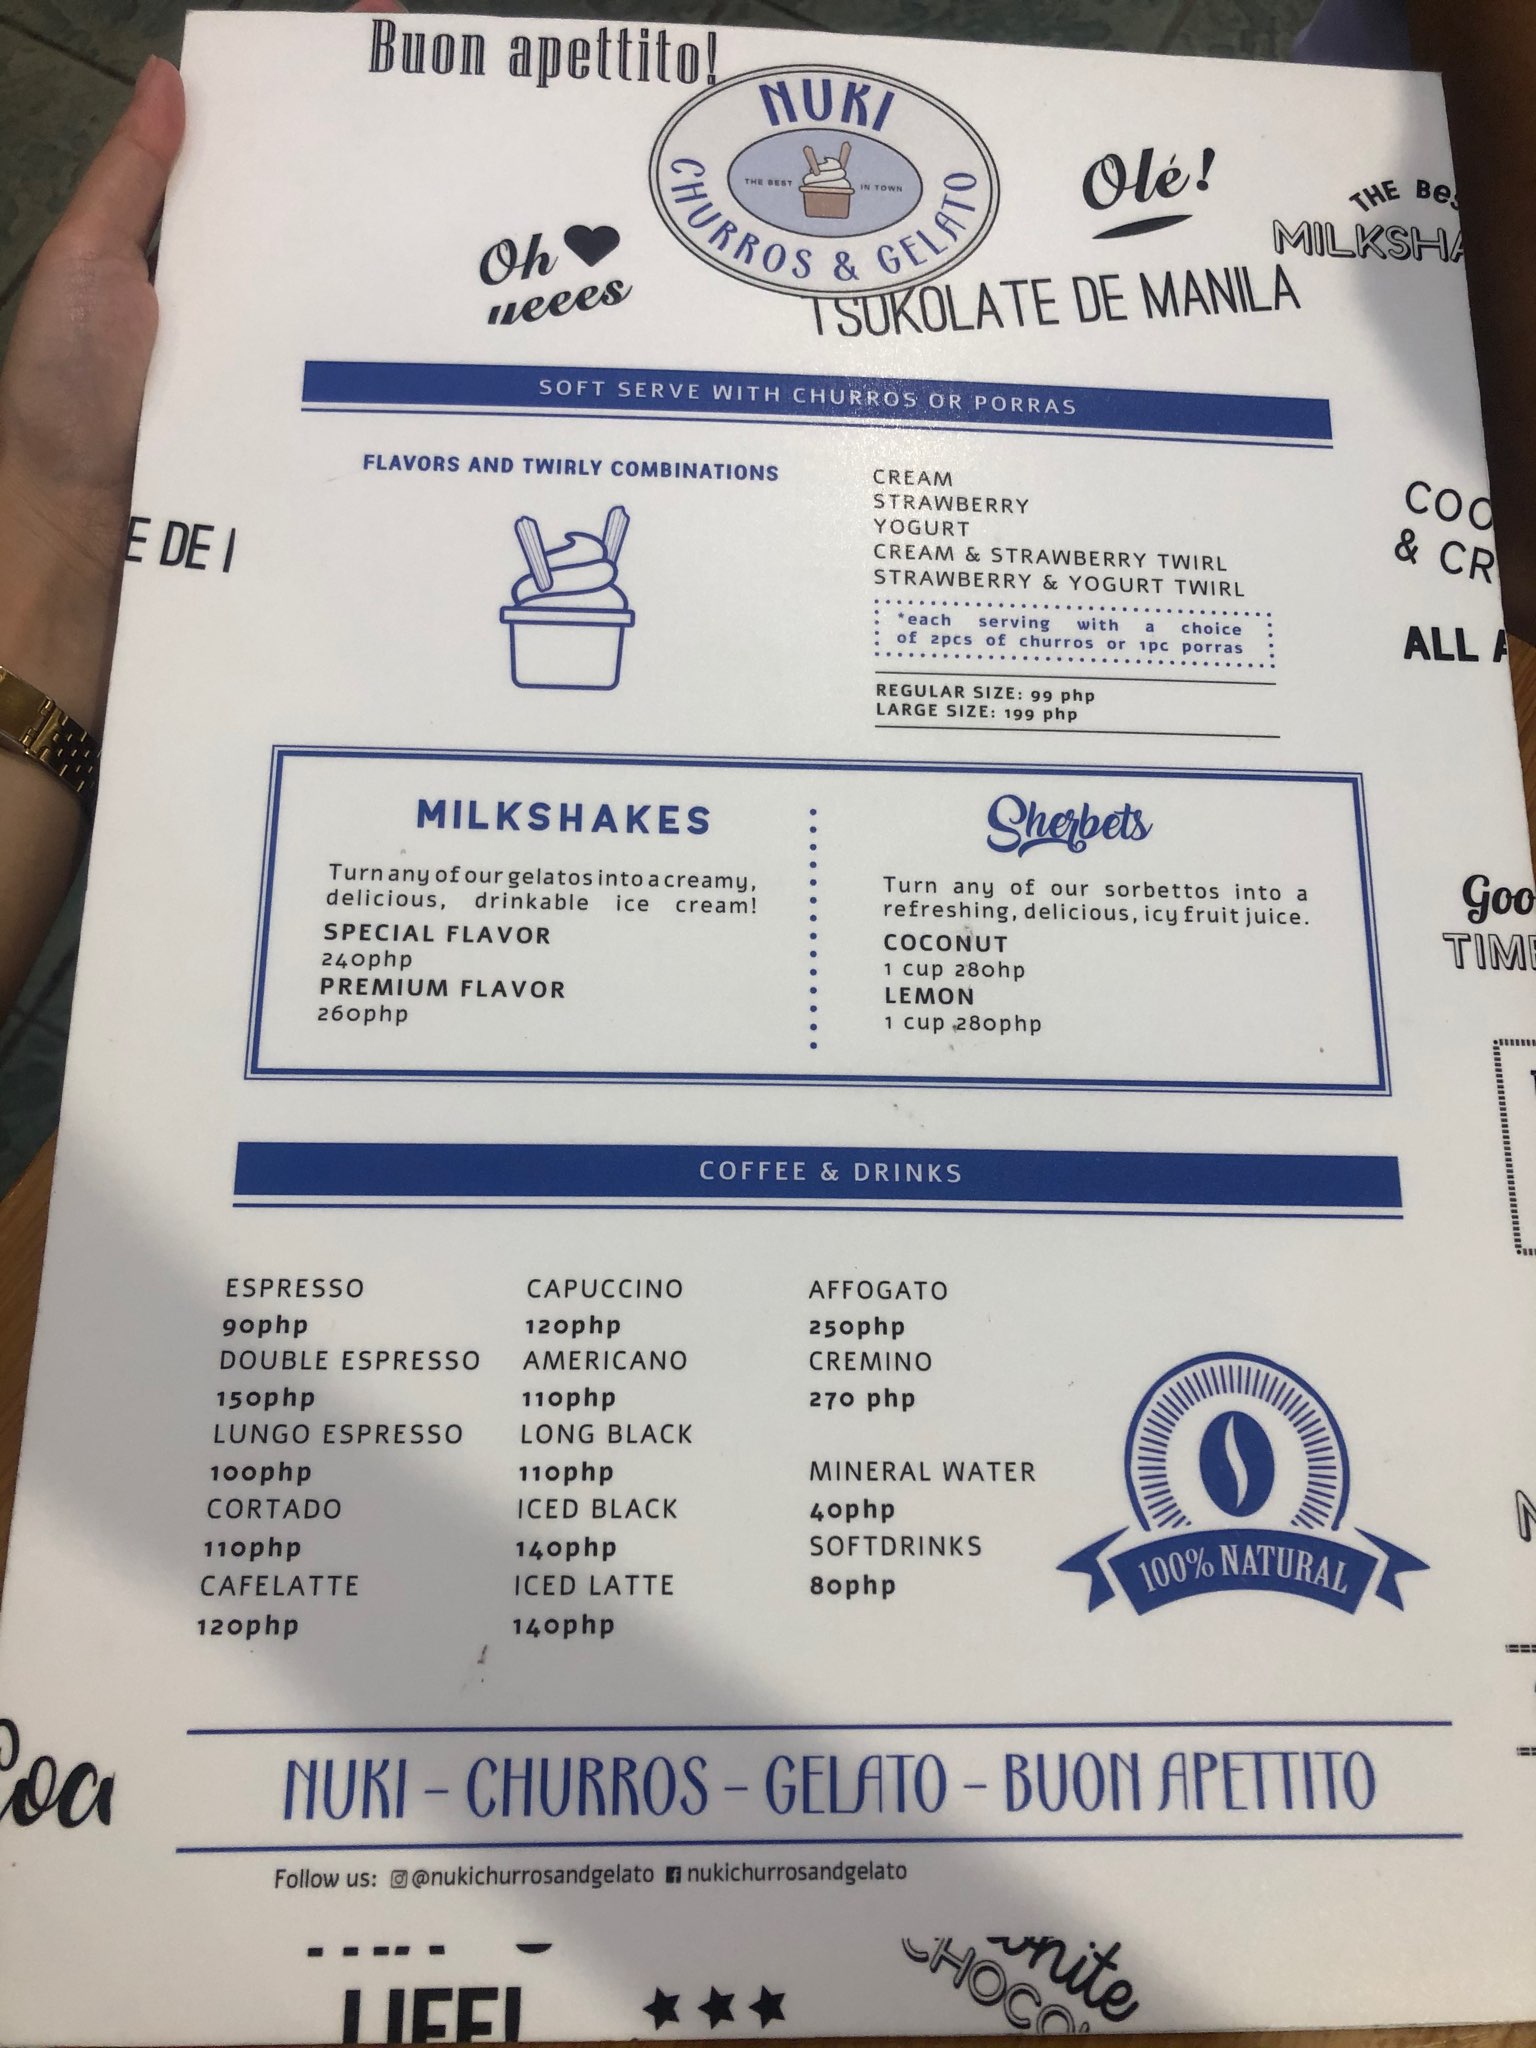 Buon apettito!
NUKI
THE BEST IN TOWN
CHURROS & GELATO
Olé!
THE
MILKSHA
Oh
TSOKOLATE DE MANILA
SOFT SERVE WITH CHURROS OR PORRAS
FLAVORS AND TWIRLY COMBINATIONS
CREAM
STRAWBERRY
YOGURT
CREAM & STRAWBERRY TWIRL
STRAWBERRY & YOGURT TWIRL
*each serving with a choice
of 2pcs of churros or 1pc porras
REGULAR SIZE: 99 php
LARGE SIZE: 199 php
E DE
COO
& CR
ALL
MILKSHAKES
Turn any of our gelatos into a creamy,
delicious, drinkable ice cream!
SPECIAL FLAVOR
240php
PREMIUM FLAVOR
260php
Sherbets
Turn any of our sorbettos into a
refreshing, delicious, icy fruit juice.
COCONUT
1 cup 280hp
LEMON
1 cup 280php
Goo
TIME
COFFEE & DRINKS
ESPRESSO
90php
DOUBLE ESPRESSO
150php
LUNGO ESPRESSO
100php
CORTADO
110php
CAFELATTE
120php
CAPUCCINO
120php
AMERICANO
110php
LONG BLACK
110php
ICED BLACK
140php
ICED LATTE
140php
AFFOGATO
250php
CREMINO
270 php
MINERAL WATER
40php
SOFTDRINKS
80php
100% NATURAL
NUKI - CHURROS - GELATO - BUON APETTITO
Follow us: @nukichurrosandgelato nukichurrosandgelato